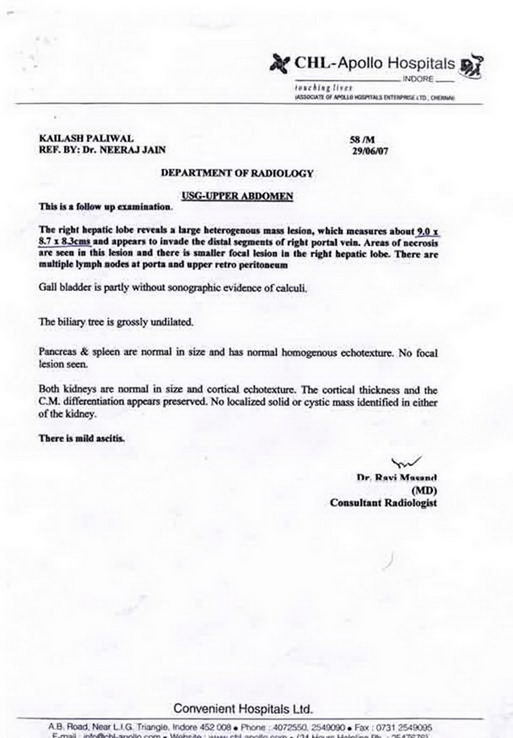 CHL-Apollo Hospitals
INDORE
touching lives
(ASSOCIATE OF APOLLO HOSPITALS ENTERPRISE LTD., CHENNAI)
KAILASH PALIWAL 58 /M
REF. BY: Dr. NEERAJ JAIN 29/06/07
DEPARTMENT OF RADIOLOGY
USG-UPPER ABDOMEN
This is a follow up examination.
The right hepatic lobe reveals a large heterogenous mass lesion, which measures about 9.0 x
8.7 x 8.3cms and appears to invade the distal segments of right portal vein. Areas of necrosis
are seen in this lesion and there is smaller focal lesion in the right hepatic lobe. There are
multiple lymph nodes at porta and upper retro peritoneum
Gall bladder is partly without sonographic evidence of calculi.
The biliary tree is grossly undilated.
Pancreas & spleen are normal in size and has normal homogenous echotexture. No focal
lesion seen.
Both kidneys are normal in size and cortical echotexture. The cortical thickness and the
C.M. differentiation appears preserved. No localized solid or cystic mass identified in either
of the kidney.
There is mild ascitis.
Dr. Ravi Masand
(MD)
Consultant Radiologist
Convenient Hospitals Ltd.
A.B. Road, Near L.I.G. Triangle, Indore 452 008 • Phone : 4072550, 2549090 • Fax : 0731 2549095
E-mail : info@chl-apollo.com • Website : www.chl-apollo.com • (24 Hours Helpline Ph.